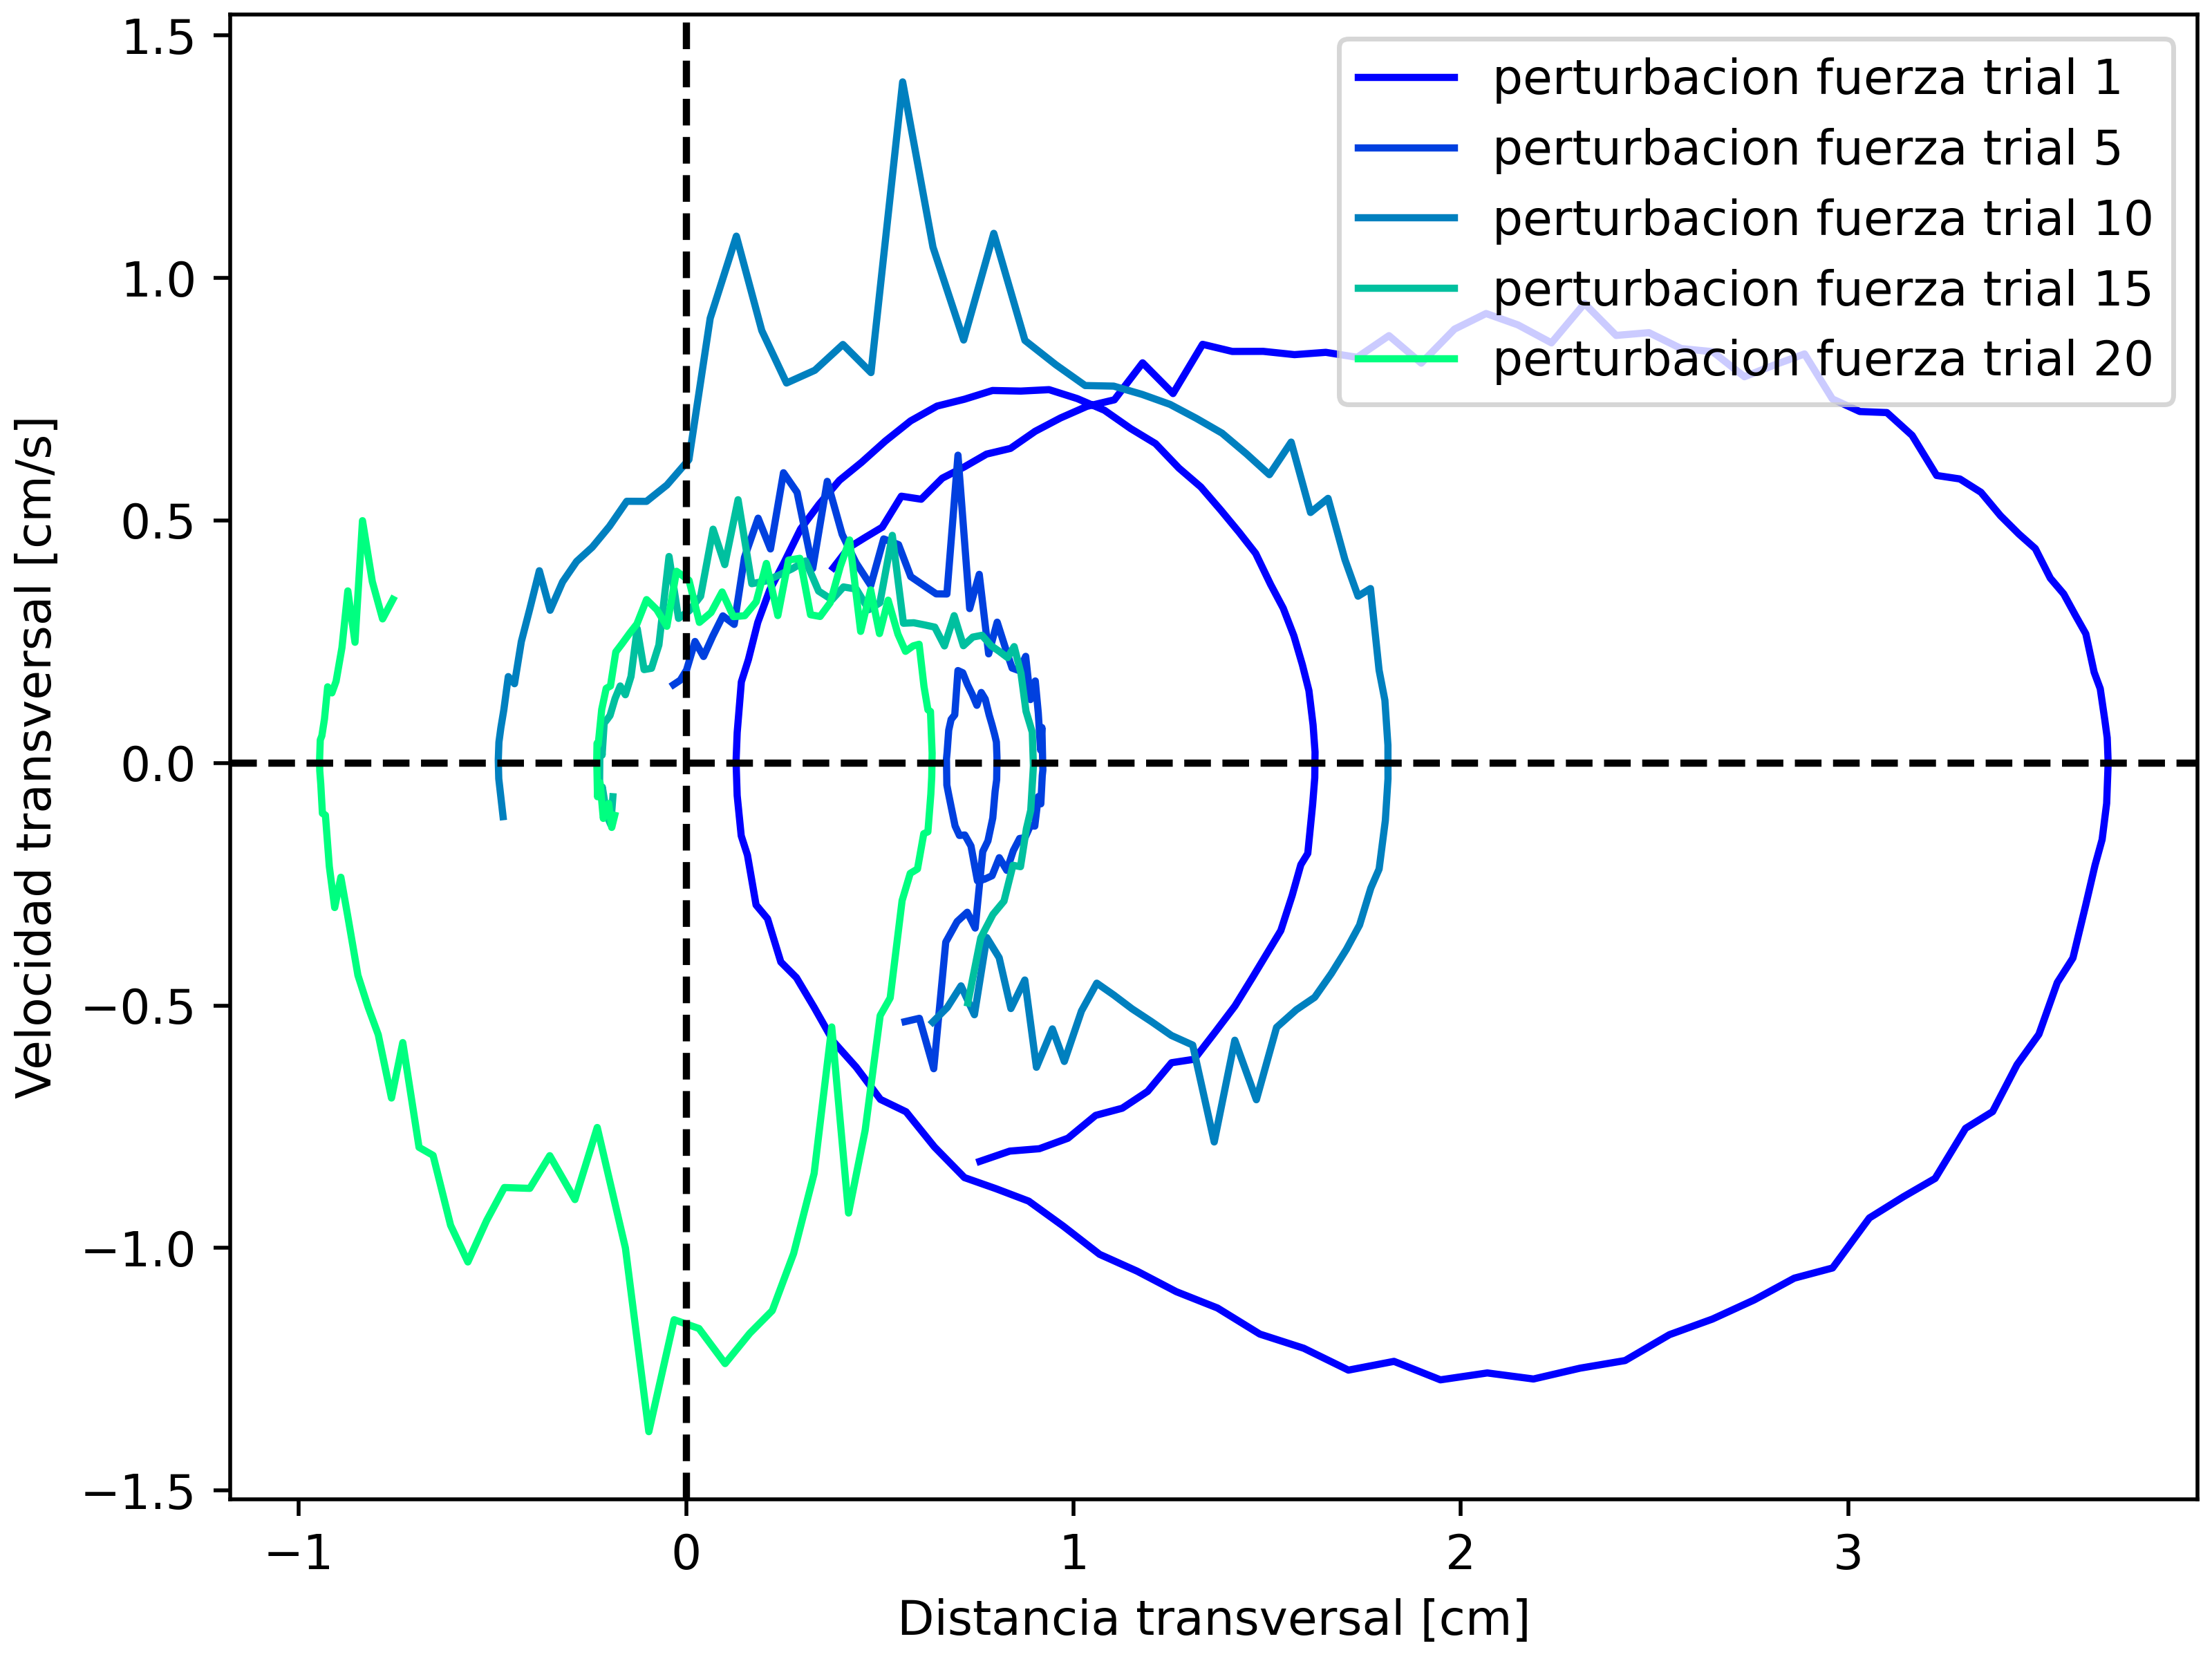 1.5
1.0
0.5
0.0
−0.5
−1.0
−1.5
Velocidad transversal [cm/s]
perturbacion fuerza trial 1
perturbacion fuerza trial 5
perturbacion fuerza trial 10
perturbacion fuerza trial 15
perturbacion fuerza trial 20
−1 0 1 2 3
Distancia transversal [cm]